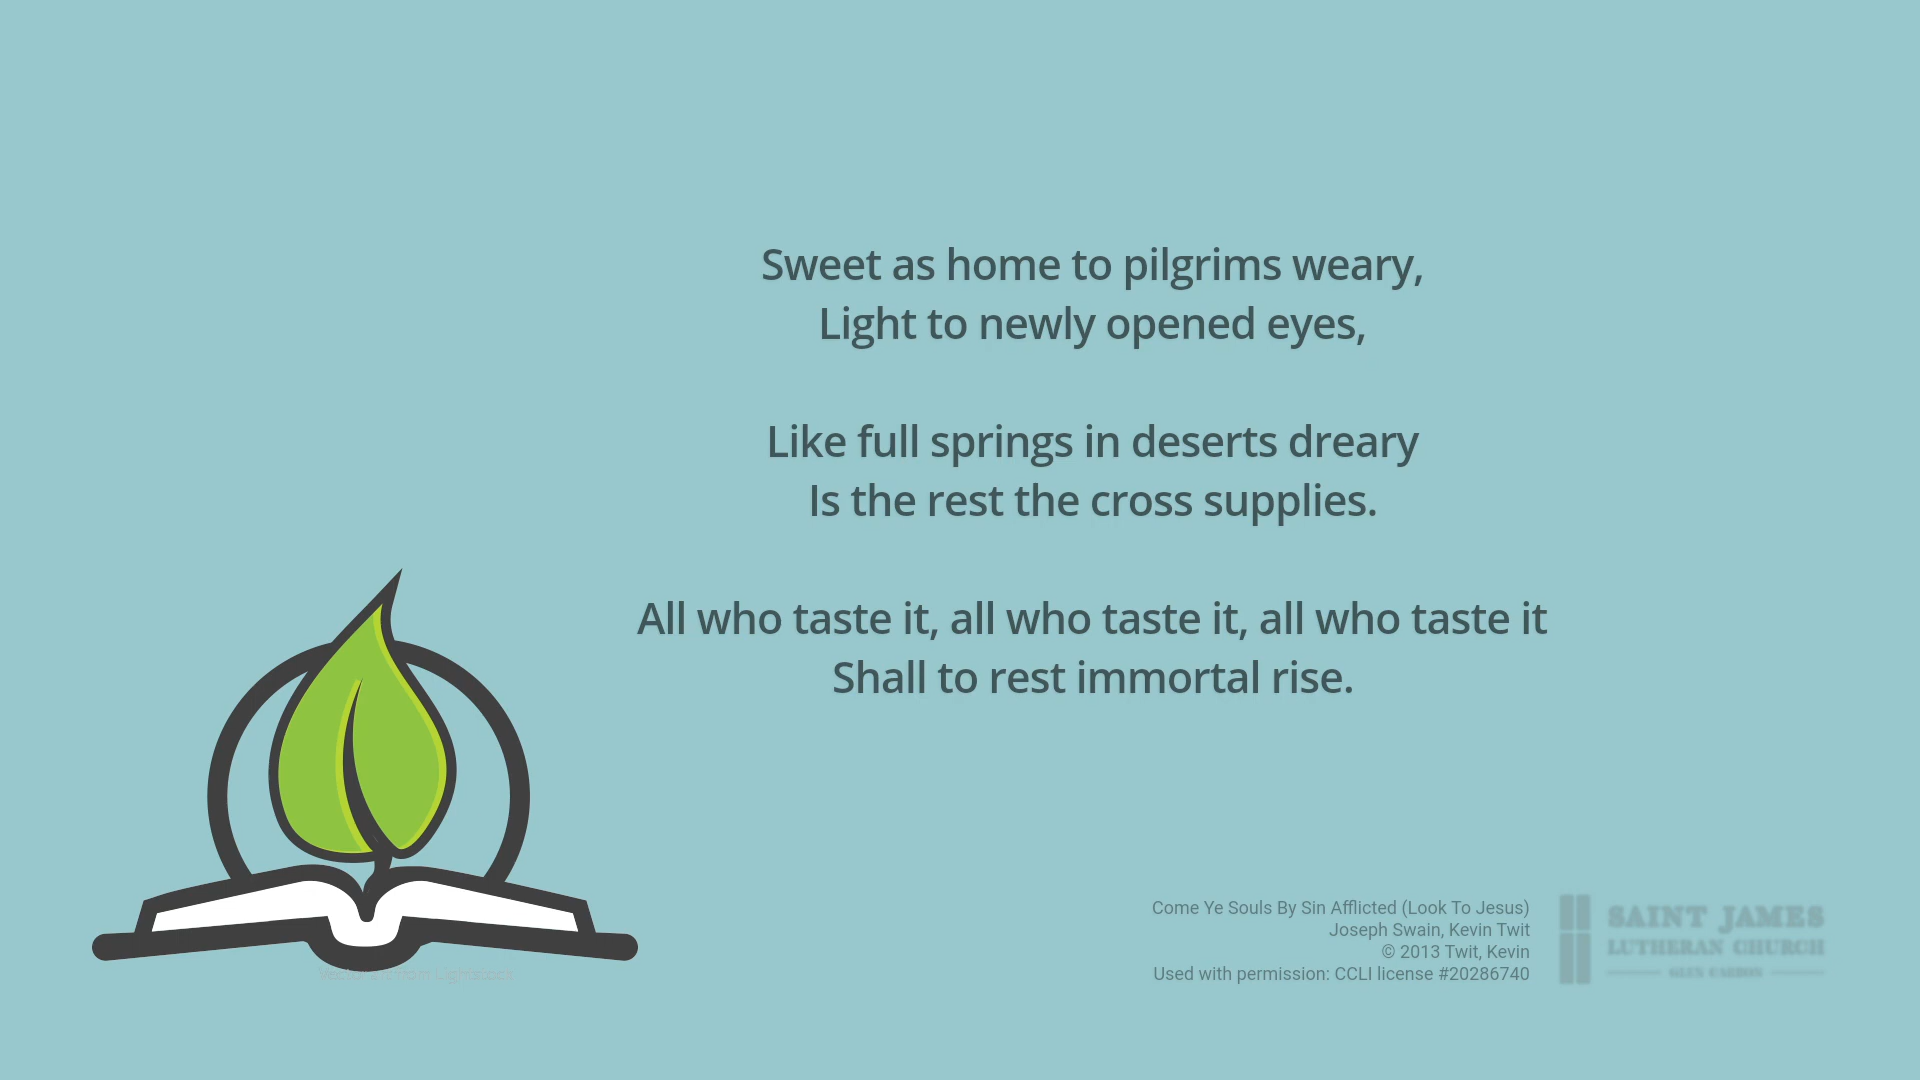 Sweet as home to pilgrims weary,
Light to newly opened eyes,
Like full springs in deserts dreary
Is the rest the cross supplies.
All who taste it, all who taste it, all who taste it
Shall to rest immortal rise.
Come Ye Souls By Sin Afflicted (Look To Jesus)
Joseph Swain, Kevin Twit
© 2013 Twit, Kevin
Used with permission: CCLI license #20286740
SAINT JAMES
LUTHERAN CHURCH
GLEN CARBON